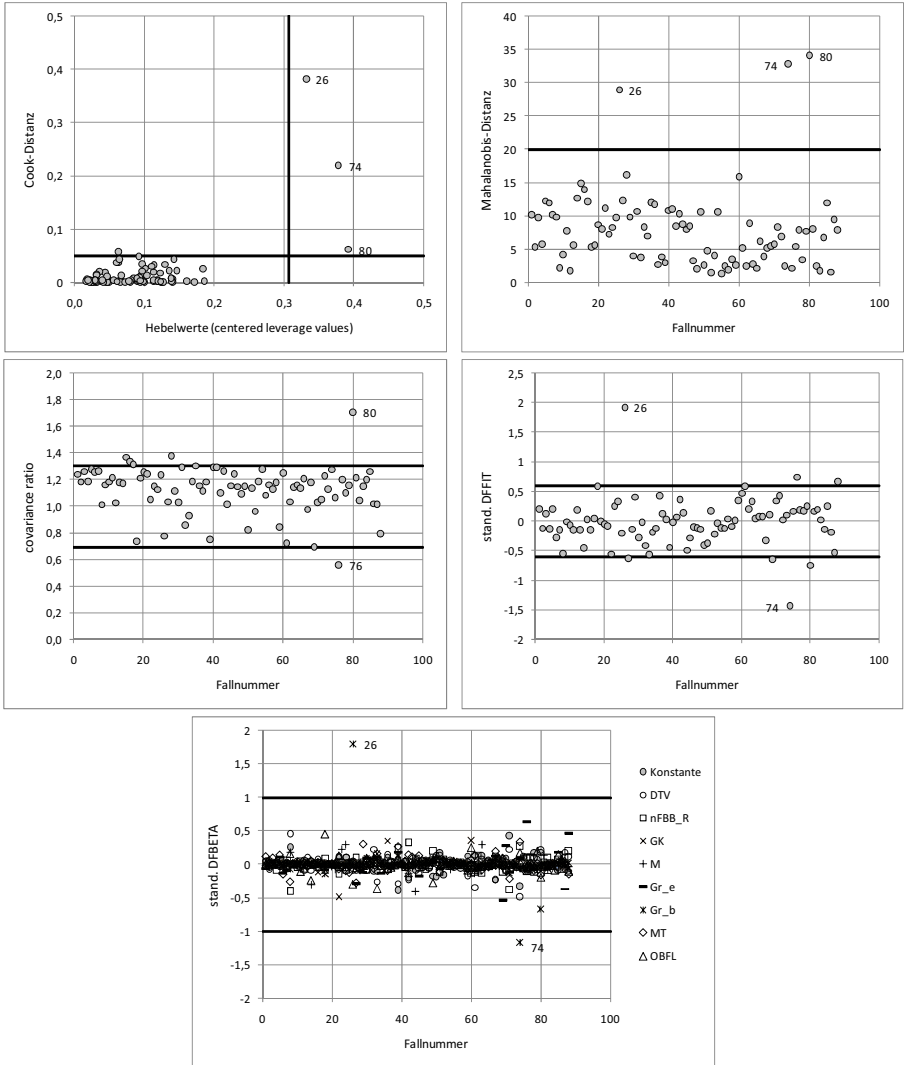 0,5
0,4
0,3
0,2
0,1
0
0,0 0,1 0,2 0,3 0,4 0,5
Cook-Distanz
Hebelwerte (centered leverage values)
26
74
80
40
35
30
25
20
15
10
5
0
0 20 40 60 80 100
Mahalanobis-Distanz
Fallnummer
26
74
80
2,0
1,8
1,6
1,4
1,2
1,0
0,8
0,6
0,4
0,2
0,0
0 20 40 60 80 100
covariance ratio
Fallnummer
80
76
2,5
2
1,5
1
0,5
0
-0,5
-1
-1,5
-2
0 20 40 60 80 100
stand. DFFIT
Fallnummer
26
74
2
1,5
1
0,5
0
-0,5
-1
-1,5
-2
0 20 40 60 80 100
stand. DFBETA
Fallnummer
26
74
Konstante
DTV
nFBB_R
GK
M
Gr_e
Gr_b
MT
OBFL